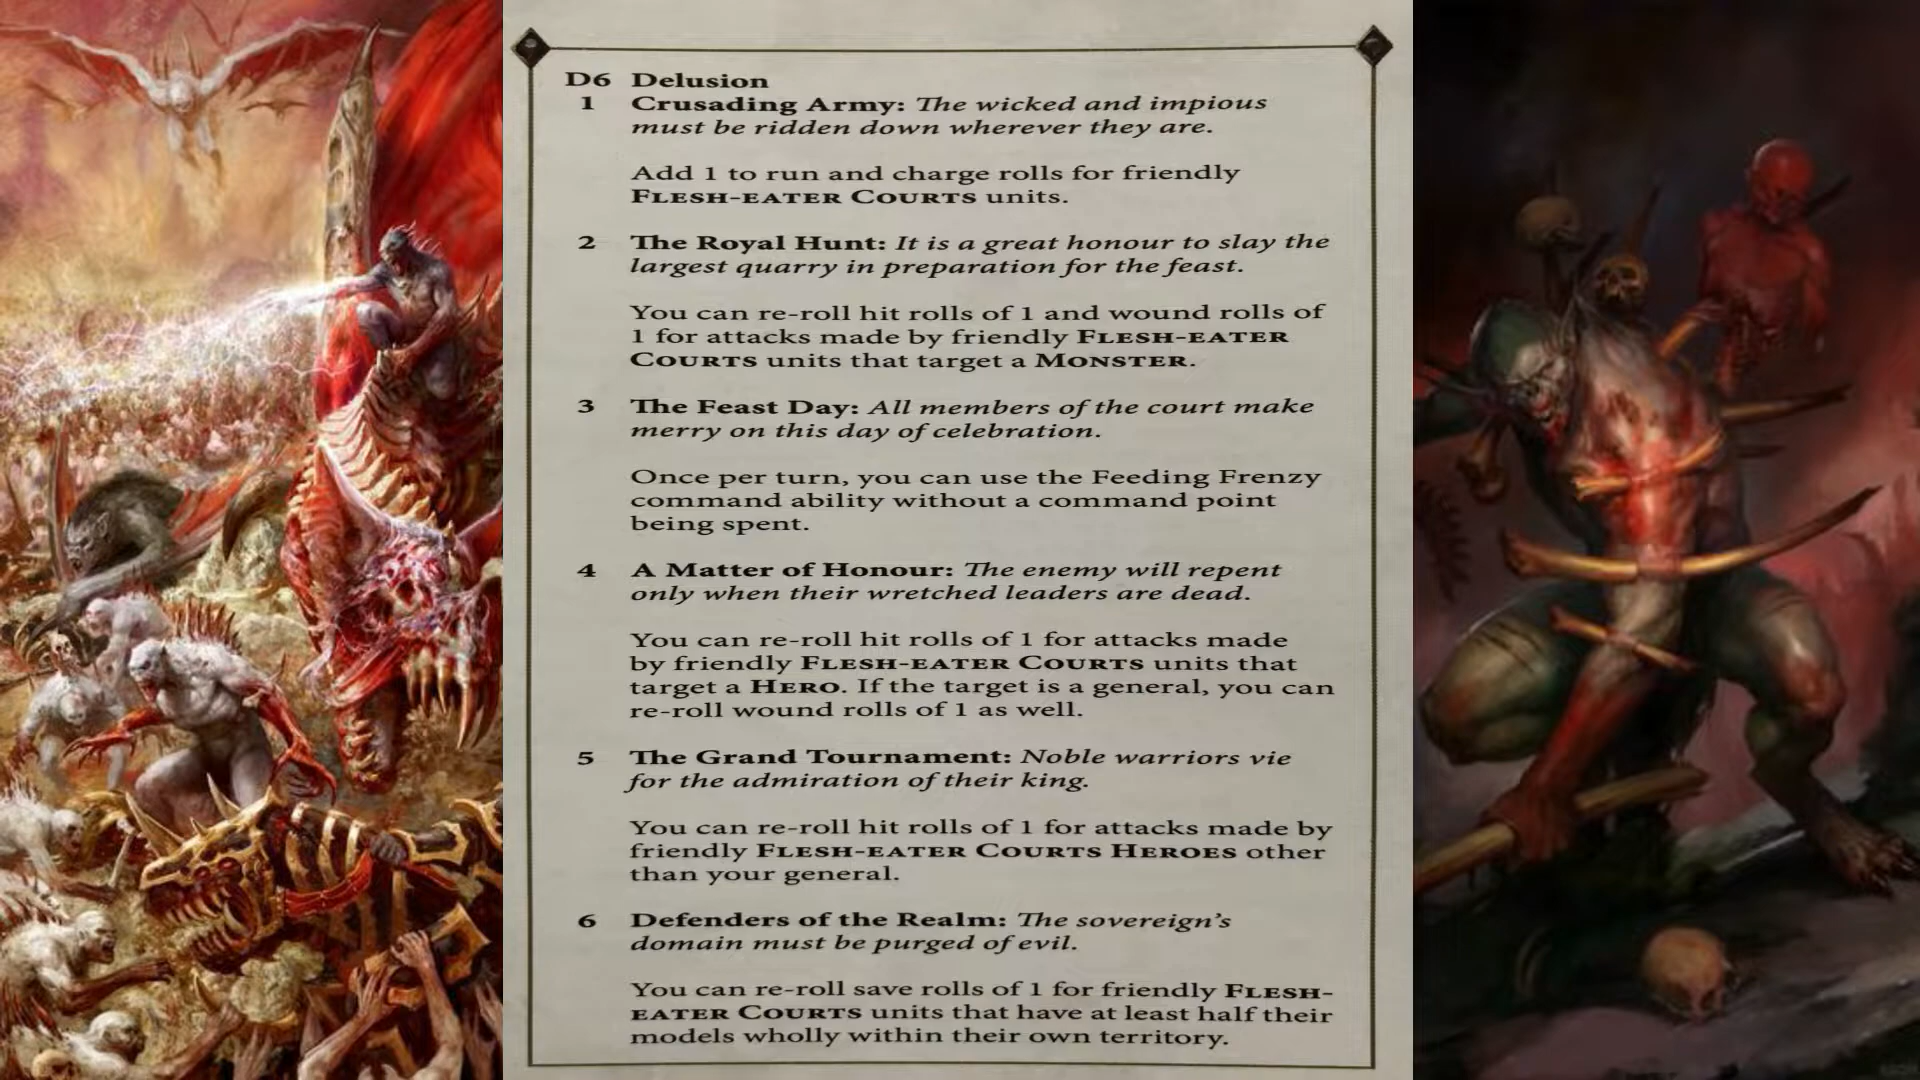 D6 Delusion
1 Crusading Army: The wicked and impious
must be ridden down wherever they are.
Add 1 to run and charge rolls for friendly
FLESH-EATER COURTS units.
2 The Royal Hunt: It is a great honour to slay the
largest quarry in preparation for the feast.
You can re-roll hit rolls of 1 and wound rolls of
1 for attacks made by friendly FLESH-EATER
COURTS units that target a MONSTER.
3 The Feast Day: All members of the court make
merry on this day of celebration.
Once per turn, you can use the Feeding Frenzy
command ability without a command point
being spent.
4 A Matter of Honour: The enemy will repent
only when their wretched leaders are dead.
You can re-roll hit rolls of 1 for attacks made
by friendly FLESH-EATER COURTS units that
target a HERO. If the target is a general, you can
re-roll wound rolls of 1 as well.
5 The Grand Tournament: Noble warriors vie
for the admiration of their king.
You can re-roll hit rolls of 1 for attacks made by
friendly FLESH-EATER COURTS HEROES other
than your general.
6 Defenders of the Realm: The sovereign's
domain must be purged of evil.
You can re-roll save rolls of 1 for friendly FLESH-
EATER COURTS units that have at least half their
models wholly within their own territory.